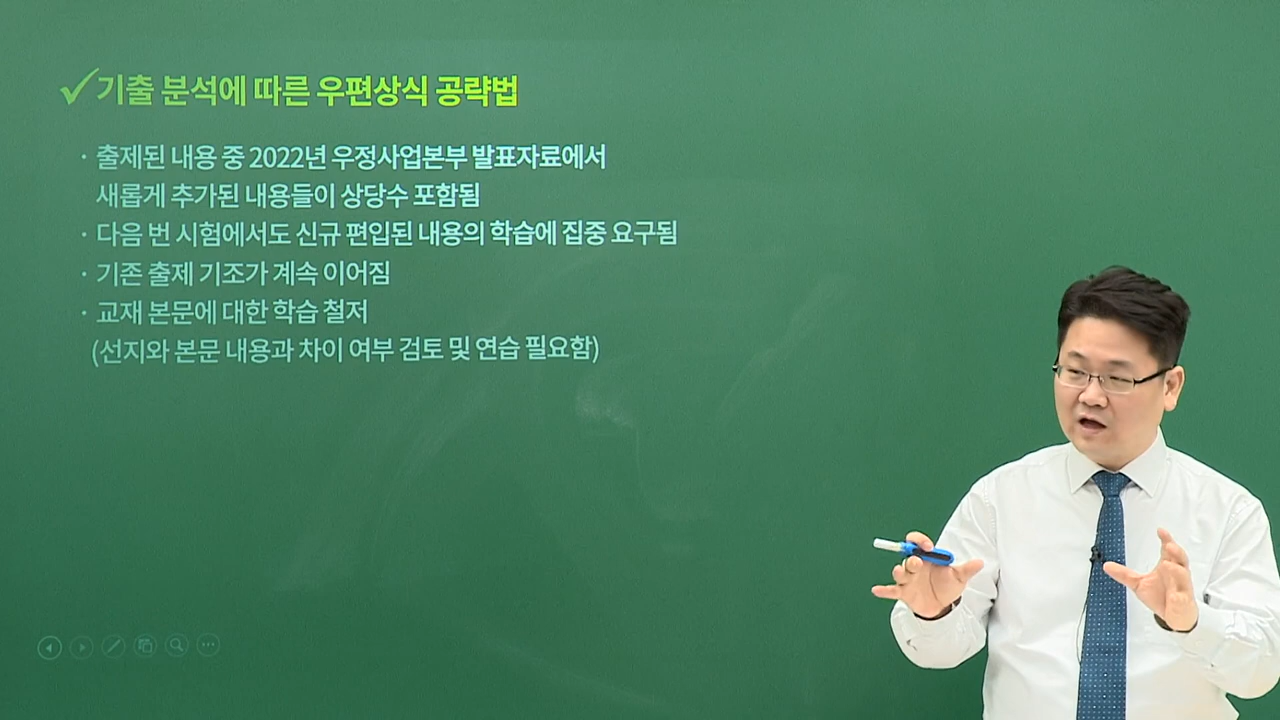 ✓기출 분석에 따른 우편상식 공략법
· 출제된 내용 중 2022년 우정사업본부 발표자료에서
새롭게 추가된 내용들이 상당수 포함됨
· 다음 번 시험에서도 신규 편입된 내용의 학습에 집중 요구됨
· 기존 출제 기조가 계속 이어짐
· 교재 본문에 대한 학습 철저
(선지와 본문 내용과 차이 여부 검토 및 연습 필요함)